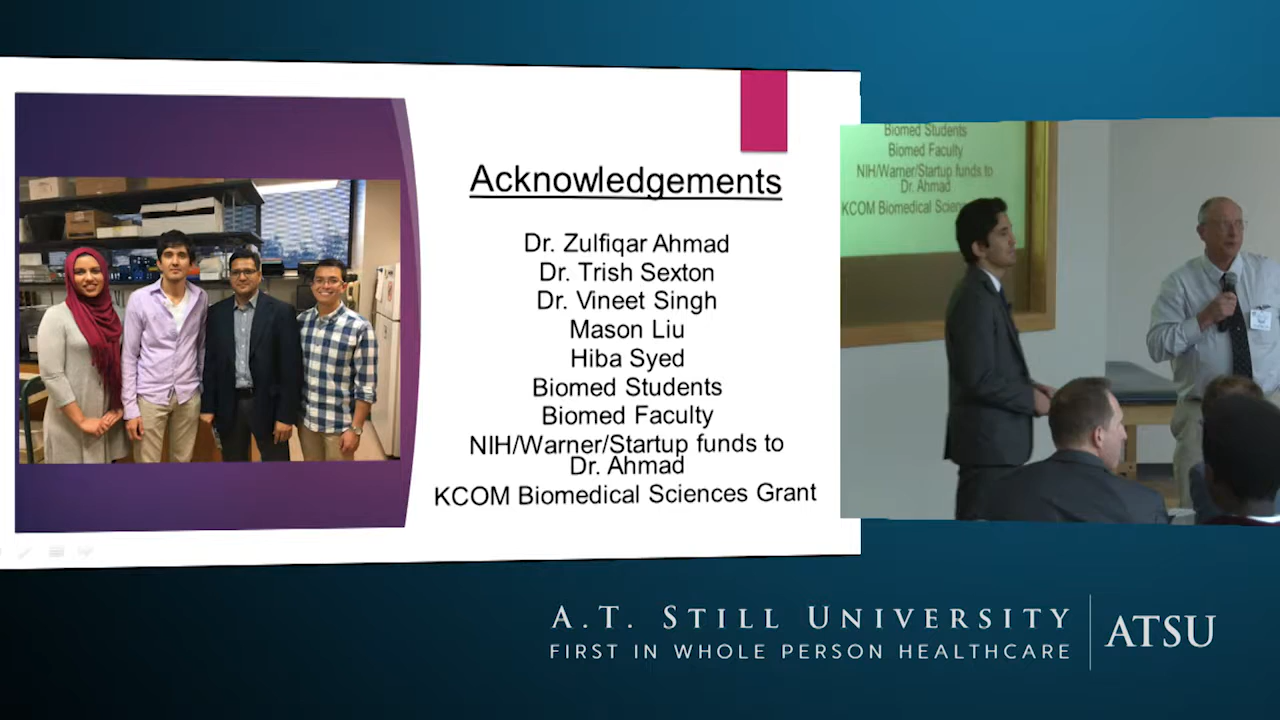 Acknowledgements
Dr. Zulfiqar Ahmad
Dr. Trish Sexton
Dr. Vineet Singh
Mason Liu
Hiba Syed
Biomed Students
Biomed Faculty
NIH/Warner/Startup funds to
Dr. Ahmad
KCOM Biomedical Sciences Grant
Biomed Students
Biomed Faculty
NIH/Warner/Startup funds to
Dr. Ahmad
KCOM Biomedical
A.T. STILL UNIVERSITY
FIRST IN WHOLE PERSON HEALTHCARE
ATSU